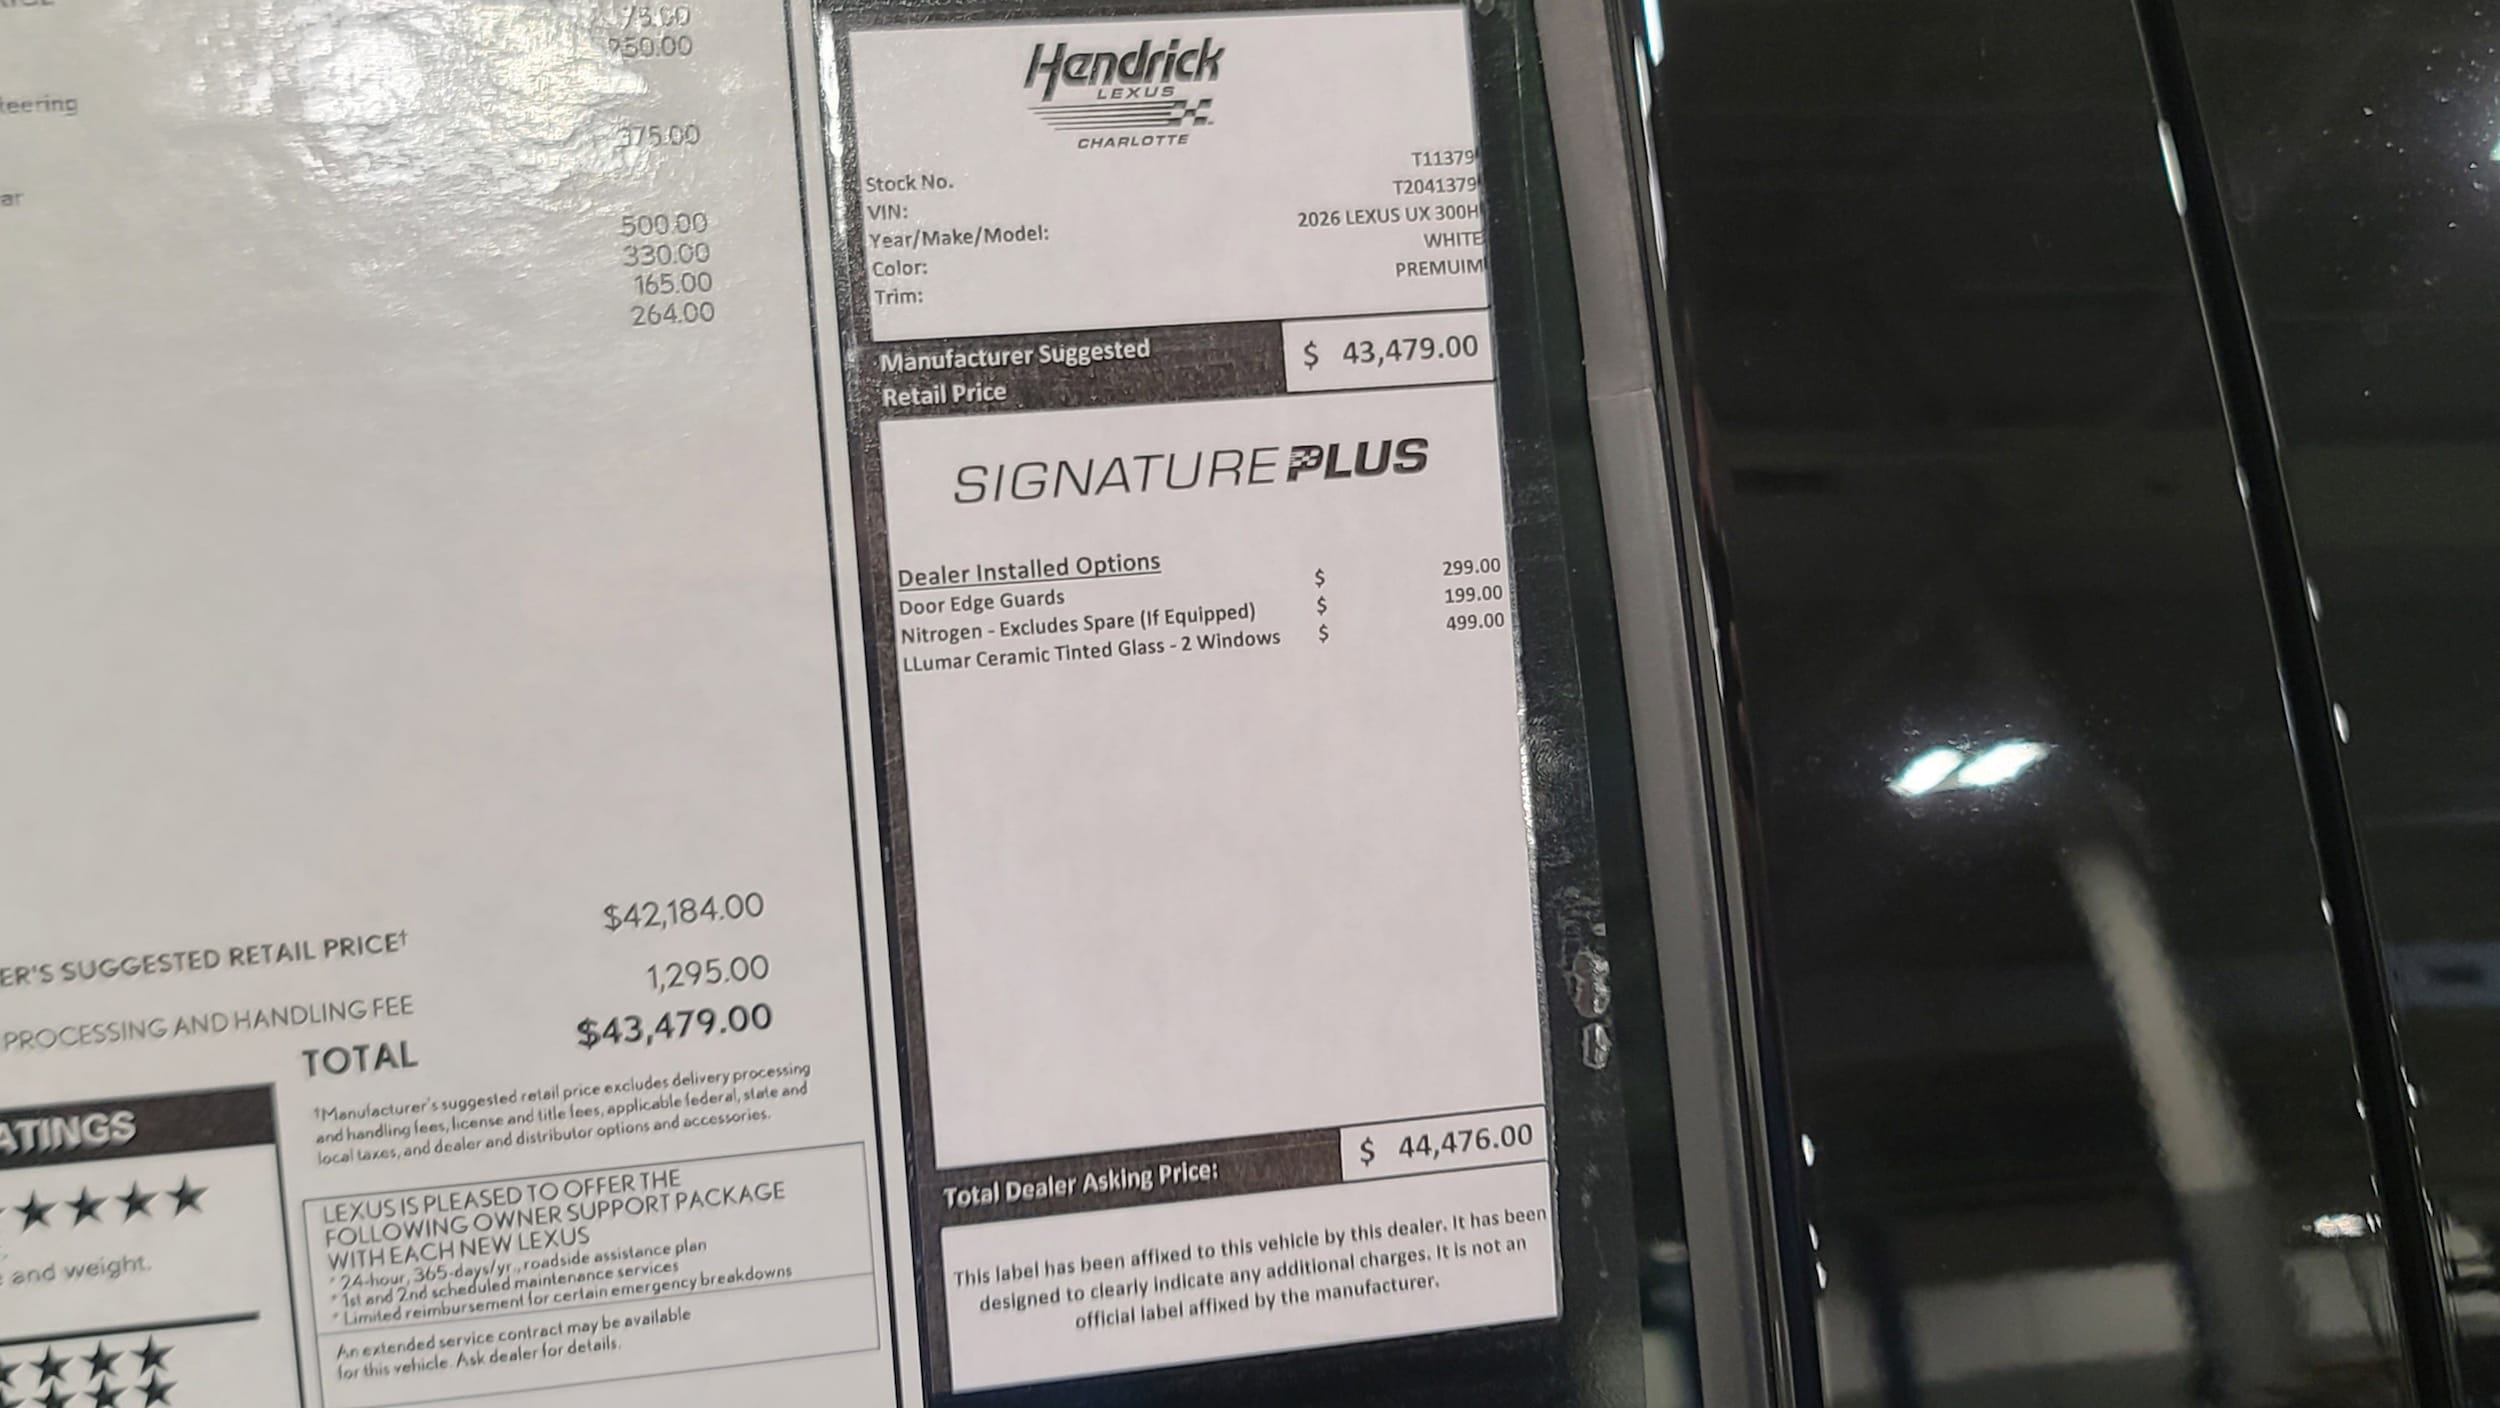 75.00
250.00
teering
375.00
ar
500.00
330.00
165.00
264.00
$42,184.00
ER'S SUGGESTED RETAIL PRICE†
1,295.00
PROCESSING AND HANDLING FEE
$43,479.00
TOTAL
†Manufacturer's suggested retail price excludes delivery processing
and handling fees, license and title fees, applicable federal, state and
local taxes, and dealer and distributor options and accessories.
ATINGS
★★★★
and weight.
★★★
★★★
LEXUS IS PLEASED TO OFFER THE
FOLLOWING OWNER SUPPORT PACKAGE
WITH EACH NEW LEXUS
* 24-hour, 365-days/yr., roadside assistance plan
* 1st and 2nd scheduled maintenance services
* Limited reimbursement for certain emergency breakdowns
An extended service contract may be available
for this vehicle. Ask dealer for details.
Hendrick
LEXUS
CHARLOTTE
Stock No. T11379
VIN: T2041379
Year/Make/Model: 2026 LEXUS UX 300H
Color: WHITE
Trim: PREMUIM
Manufacturer Suggested
Retail Price
$ 43,479.00
SIGNATURE PLUS
Dealer Installed Options
Door Edge Guards $ 299.00
Nitrogen - Excludes Spare (If Equipped) $ 199.00
LLumar Ceramic Tinted Glass - 2 Windows $ 499.00
Total Dealer Asking Price: $ 44,476.00
This label has been affixed to this vehicle by this dealer. It has been
designed to clearly indicate any additional charges. It is not an
official label affixed by the manufacturer.